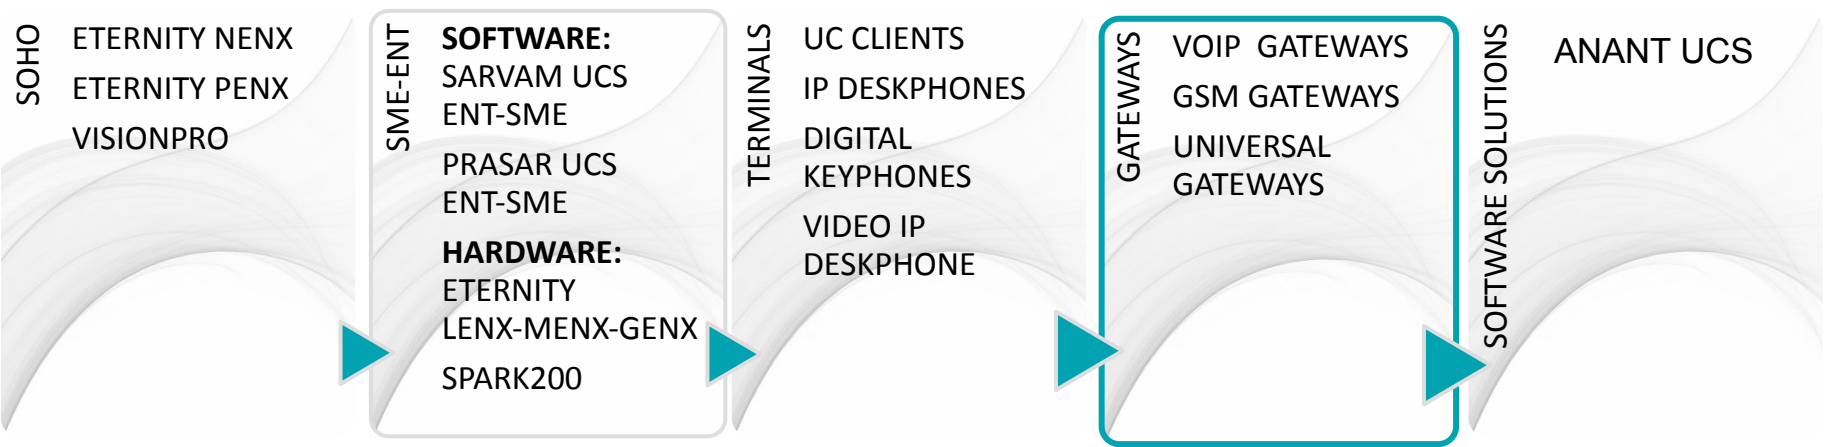 SOHO
ETERNITY NENX
ETERNITY PENX
VISIONPRO
SME-ENT
SOFTWARE:
SARVAM UCS
ENT-SME
PRASAR UCS
ENT-SME
HARDWARE:
ETERNITY
LENX-MENX-GENX
SPARK200
TERMINALS
UC CLIENTS
IP DESKPHONES
DIGITAL
KEYPHONES
VIDEO IP
DESKPHONE
GATEWAYS
VOIP GATEWAYS
GSM GATEWAYS
UNIVERSAL
GATEWAYS
SOFTWARE SOLUTIONS
ANANT UCS